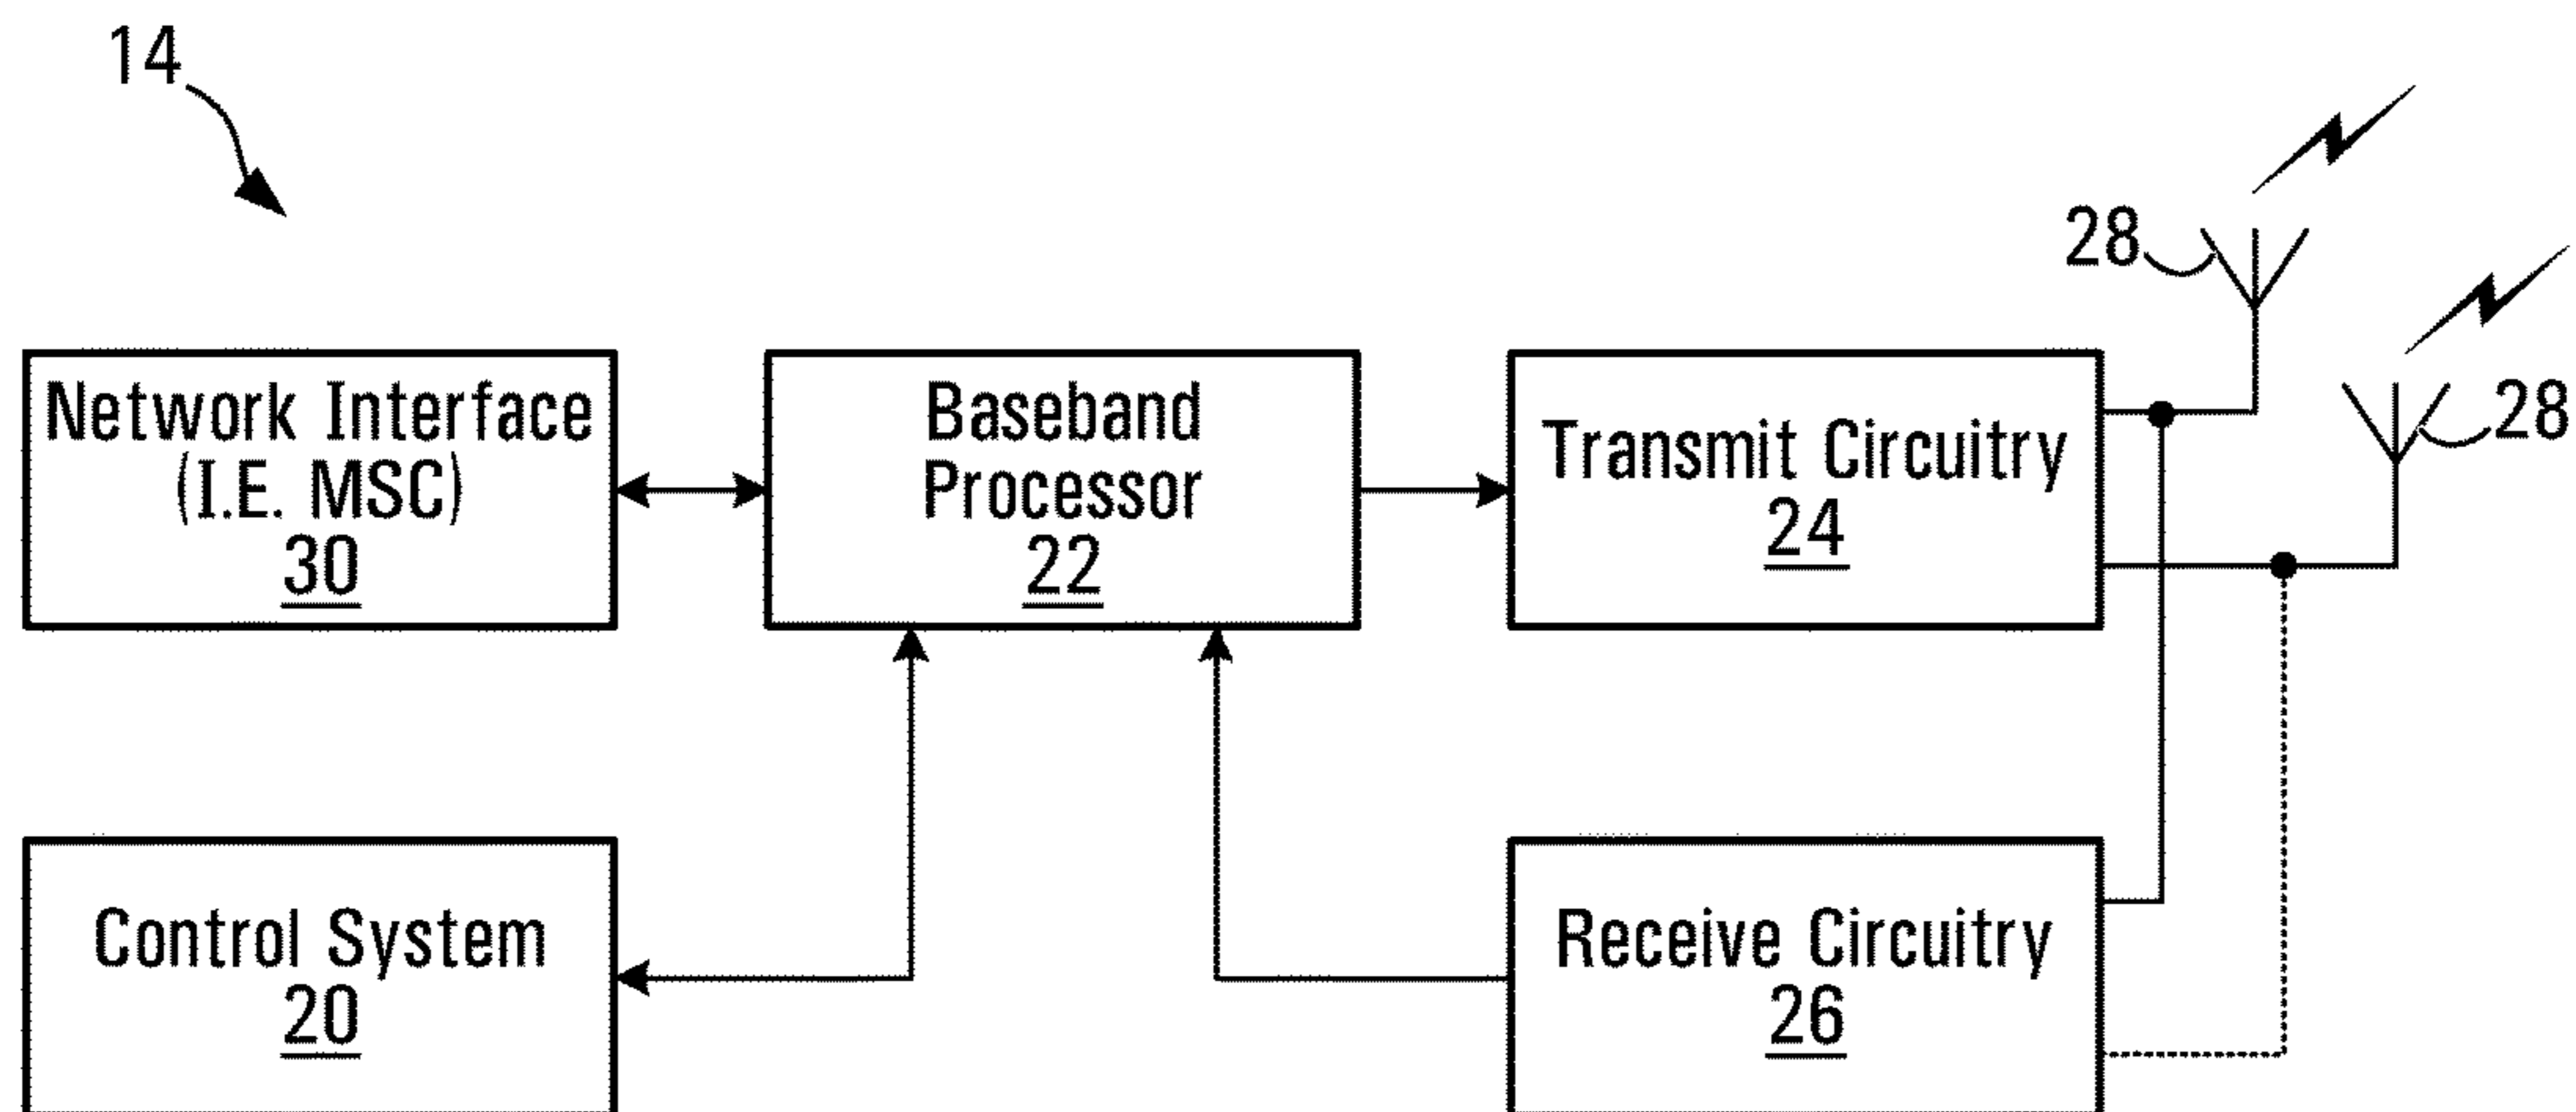 14
28
28
Network Interface
(I.E. MSC)
30
Baseband
Processor
22
Transmit Circuitry
24
Control System
20
Receive Circuitry
26